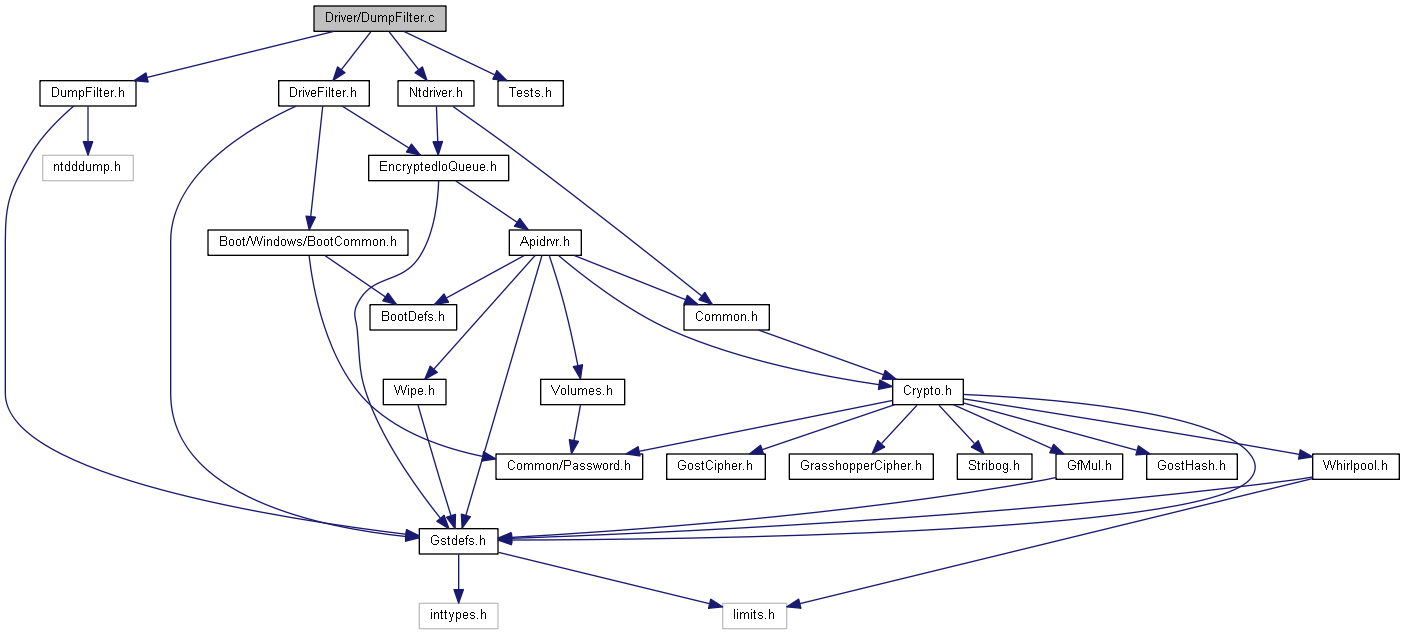 Driver/DumpFilter.c
DumpFilter.h
DriveFilter.h
Ntdriver.h
Tests.h
ntdddump.h
EncryptedIoQueue.h
Boot/Windows/BootCommon.h
Apidrvr.h
BootDefs.h
Common.h
Wipe.h
Volumes.h
Crypto.h
Common/Password.h
GostCipher.h
GrasshopperCipher.h
Stribog.h
GfMul.h
GostHash.h
Whirlpool.h
Gstdefs.h
inttypes.h
limits.h